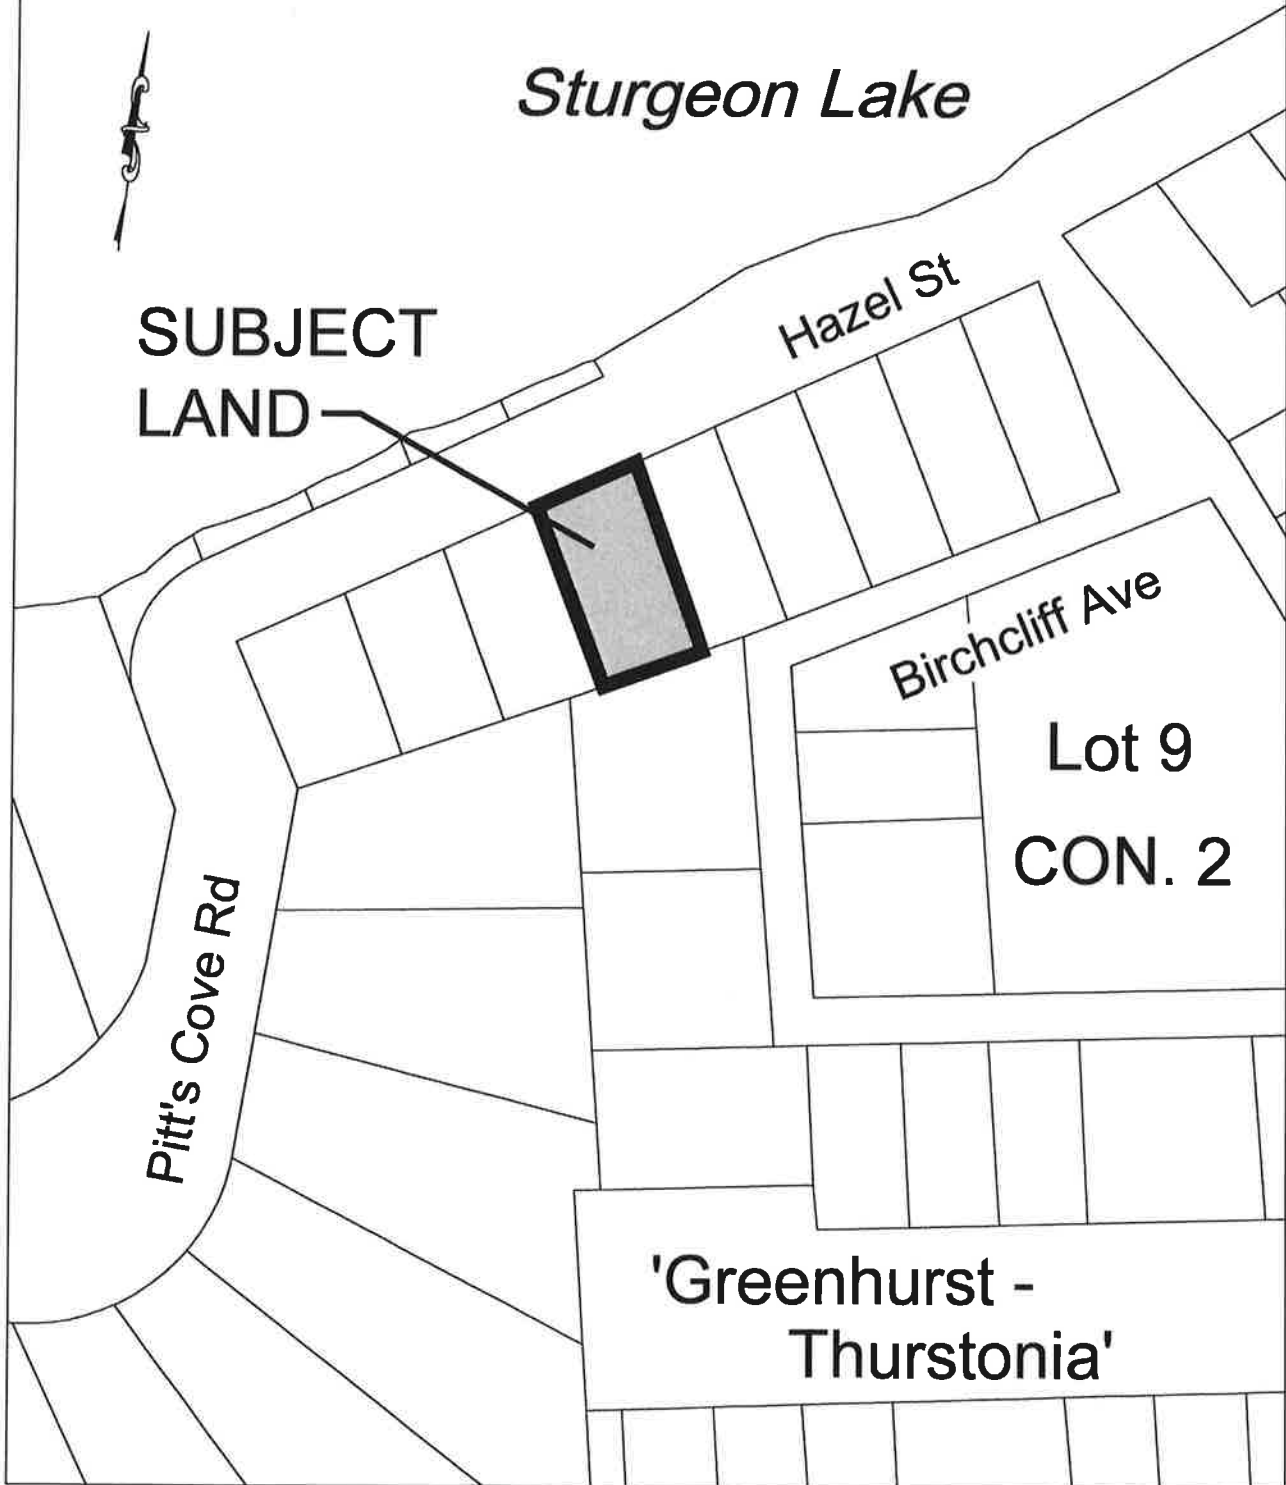 Sturgeon Lake
Hazel St
SUBJECT
LAND
Birchcliff Ave
Lot 9
CON. 2
Pitt's Cove Rd
'Greenhurst -
Thurstonia'